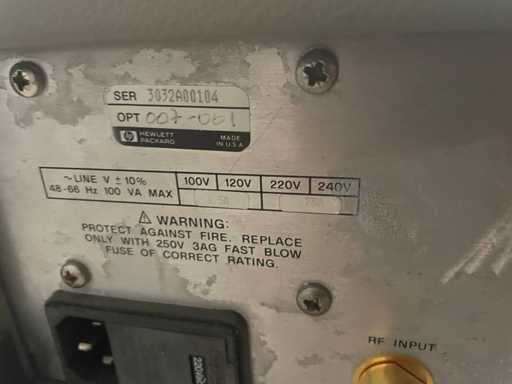 SER 3032A00104
OPT 007-061
hp HEWLETT PACKARD
MADE IN U.S.A
~LINE V ± 10%
48-66 Hz 100 VA MAX
100V 120V 220V 240V
⚠ WARNING:
PROTECT AGAINST FIRE. REPLACE
ONLY WITH 250V 3AG FAST BLOW
FUSE OF CORRECT RATING.
RF INPUT